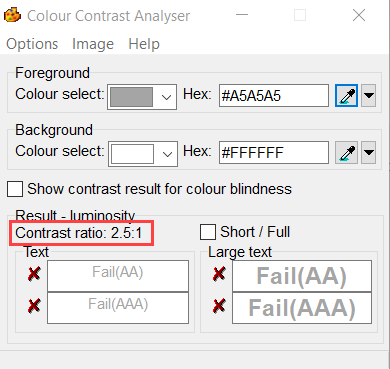 Colour Contrast Analyser
Options Image Help
Foreground
Colour select: Hex: #A5A5A5
Background
Colour select: Hex: #FFFFFF
Show contrast result for colour blindness
Result - luminosity
Contrast ratio: 2.5:1 Short / Full
Text Large text
Fail(AA) Fail(AA)
Fail(AAA) Fail(AAA)